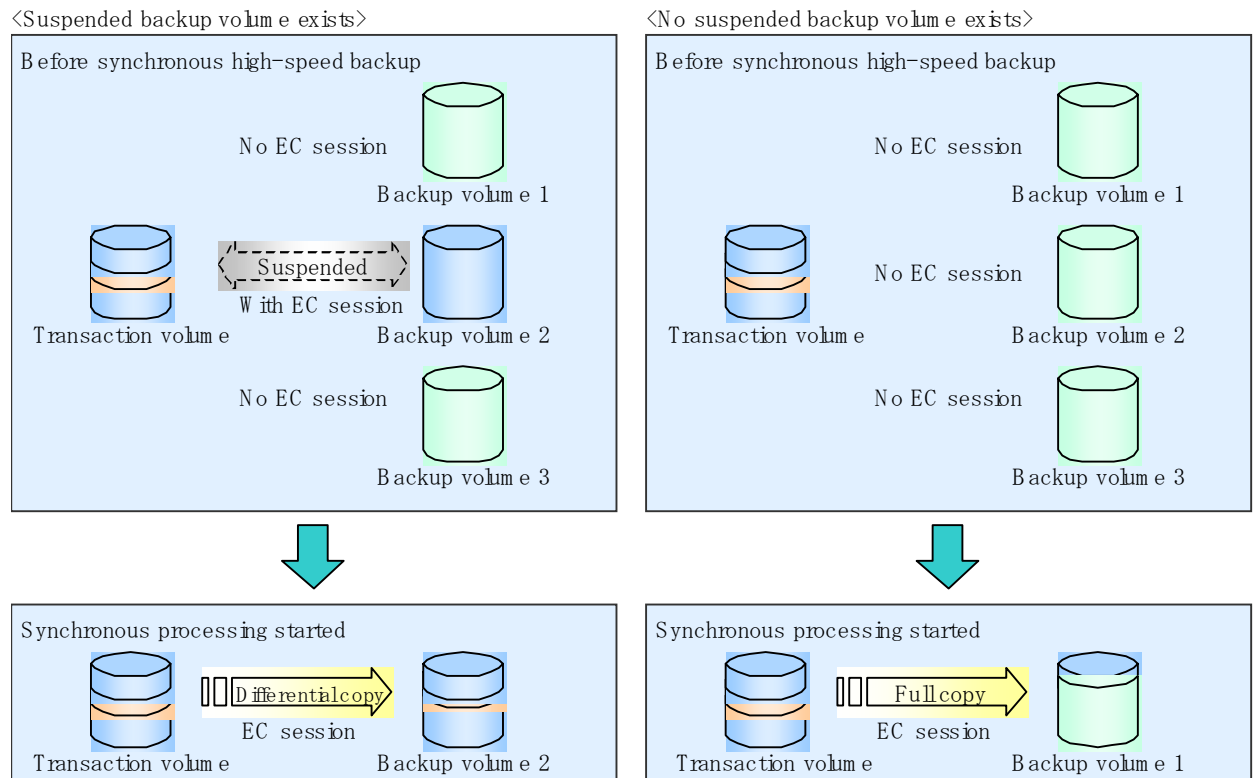 <Suspended backup volume exists>
Before synchronous high-speed backup
No EC session
Backup volume 1
Suspended
With EC session
Transaction volume
Backup volume 2
No EC session
Backup volume 3
Synchronous processing started
Differential copy
EC session
Transaction volume
Backup volume 2
<No suspended backup volume exists>
Before synchronous high-speed backup
No EC session
Backup volume 1
No EC session
Transaction volume
Backup volume 2
No EC session
Backup volume 3
Synchronous processing started
Full copy
EC session
Transaction volume
Backup volume 1